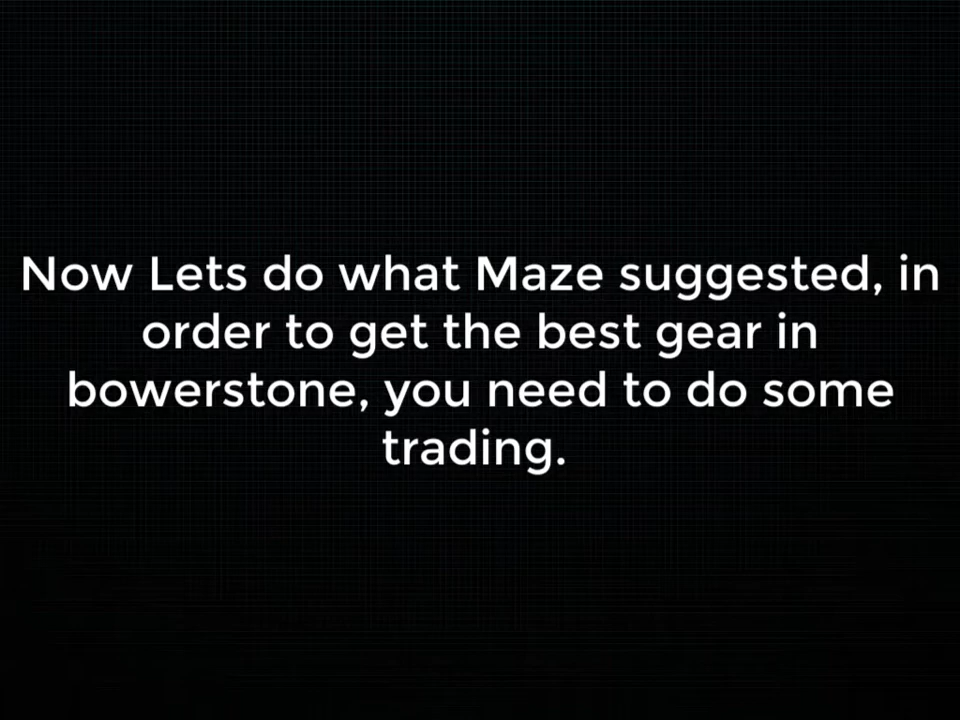 Now Lets do what Maze suggested, in
order to get the best gear in
bowerstone, you need to do some
trading.